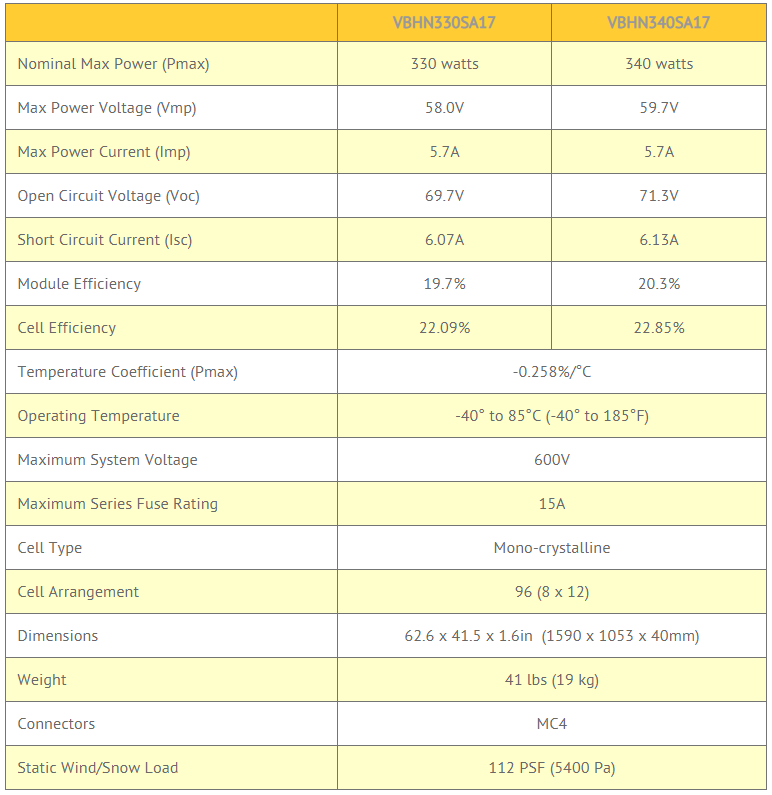 VBHN330SA17 VBHN340SA17
Nominal Max Power (Pmax) 330 watts 340 watts
Max Power Voltage (Vmp) 58.0V 59.7V
Max Power Current (Imp) 5.7A 5.7A
Open Circuit Voltage (Voc) 69.7V 71.3V
Short Circuit Current (Isc) 6.07A 6.13A
Module Efficiency 19.7% 20.3%
Cell Efficiency 22.09% 22.85%
Temperature Coefficient (Pmax) -0.258%/°C
Operating Temperature -40° to 85°C (-40° to 185°F)
Maximum System Voltage 600V
Maximum Series Fuse Rating 15A
Cell Type Mono-crystalline
Cell Arrangement 96 (8 x 12)
Dimensions 62.6 x 41.5 x 1.6in (1590 x 1053 x 40mm)
Weight 41 lbs (19 kg)
Connectors MC4
Static Wind/Snow Load 112 PSF (5400 Pa)